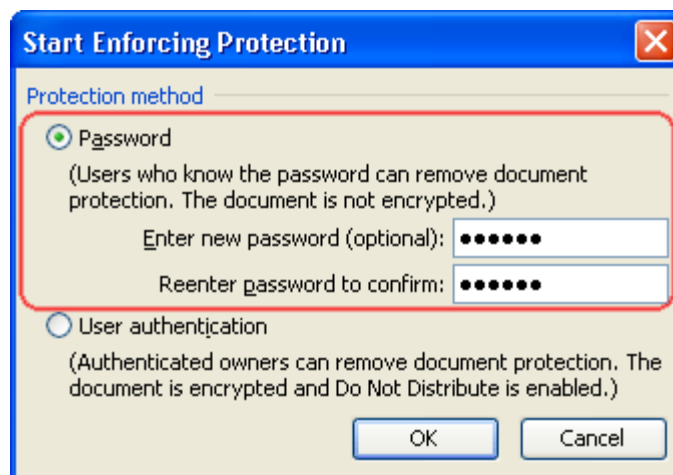 Start Enforcing Protection
Protection method
Password
(Users who know the password can remove document
protection. The document is not encrypted.)
Enter new password (optional): ●●●●●●
Reenter password to confirm: ●●●●●●
User authentication
(Authenticated owners can remove document protection. The
document is encrypted and Do Not Distribute is enabled.)
OK Cancel